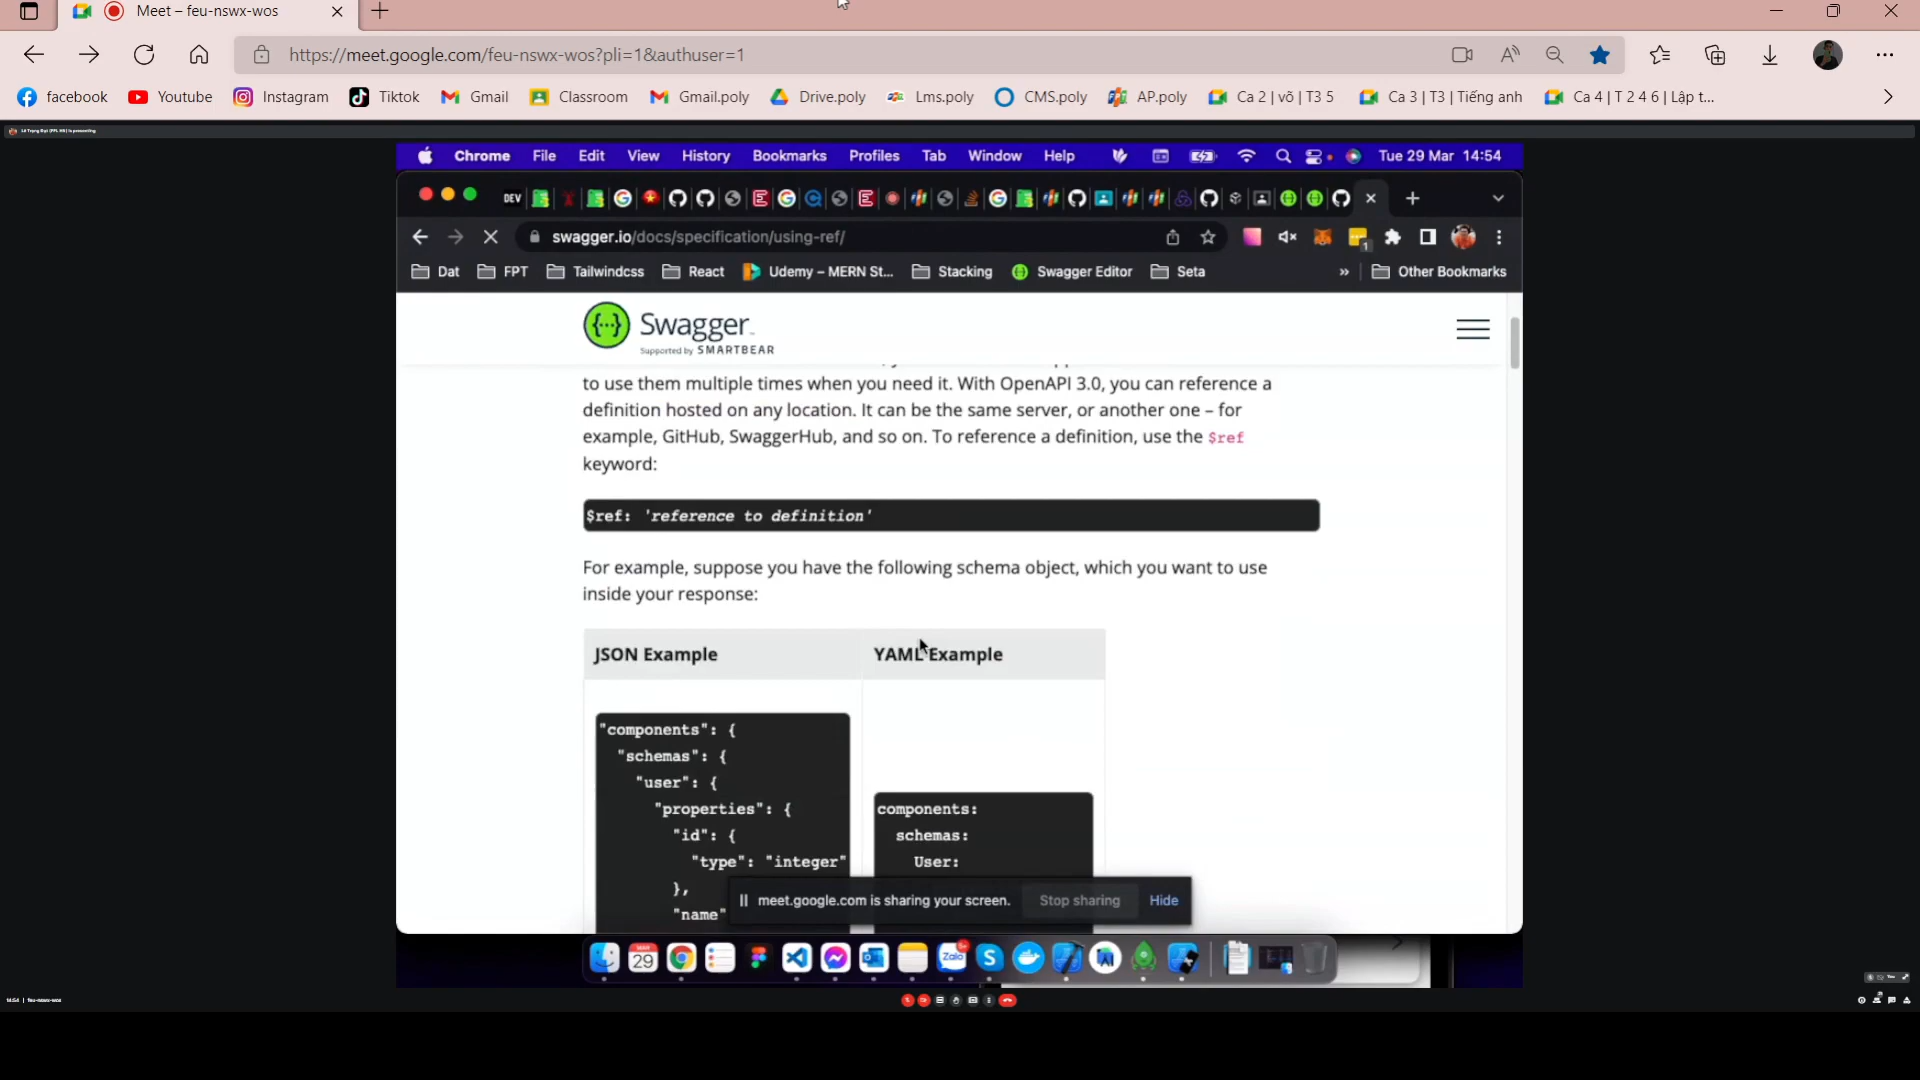 Meet – feu-nswx-wos
https://meet.google.com/feu-nswx-wos?pli=1&authuser=1
facebook Youtube Instagram Tiktok Gmail Classroom Gmail.poly Drive.poly Lms.poly CMS.poly AP.poly Ca 2 | võ | T3 5 Ca 3 | T3 | Tiếng anh Ca 4 | T 2 4 6 | Lập t...
Chrome File Edit View History Bookmarks Profiles Tab Window Help Tue 29 Mar 14:54
DEV
swagger.io/docs/specification/using-ref/
1
Dat FPT Tailwindcss React Udemy – MERN St... Stacking Swagger Editor Seta » Other Bookmarks
Swagger
Supported by SMARTBEAR
to use them multiple times when you need it. With OpenAPI 3.0, you can reference a
definition hosted on any location. It can be the same server, or another one – for
example, GitHub, SwaggerHub, and so on. To reference a definition, use the $ref
keyword:
$ref: 'reference to definition'
For example, suppose you have the following schema object, which you want to use
inside your response:
JSON Example YAML Example
"components": {
"schemas": {
"user": {
"properties": {
"id": {
"type": "integer"
},
"name"
components:
schemas:
User:
meet.google.com is sharing your screen. Stop sharing Hide
29
Zalo
14:54 | feu-nswx-wos